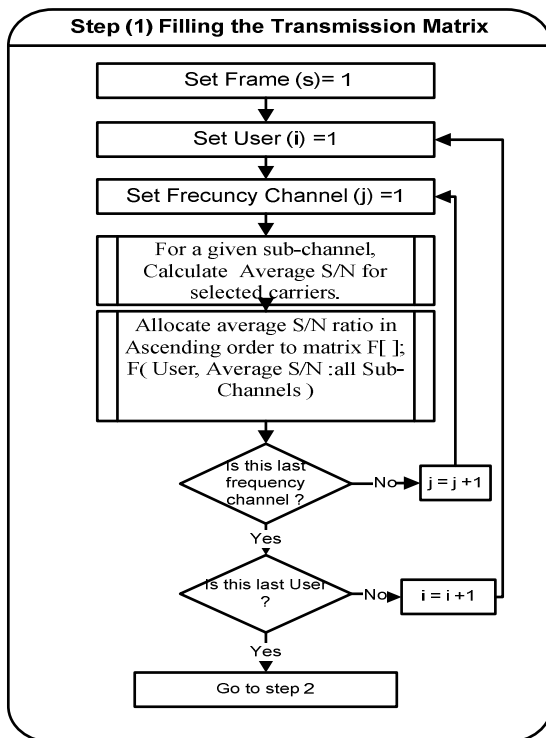 Step (1) Filling the Transmission Matrix
Set Frame (s)= 1
Set User (i) =1
Set Frecuncy Channel (j) =1
For a given sub-channel,
Calculate Average S/N for
selected carriers.
Allocate average S/N ratio in
Ascending order to matrix F[ ];
F( User, Average S/N :all Sub-
Channels )
Is this last
frequency
channel ?
No
j = j +1
Yes
Is this last User
?
No
i = i +1
Yes
Go to step 2